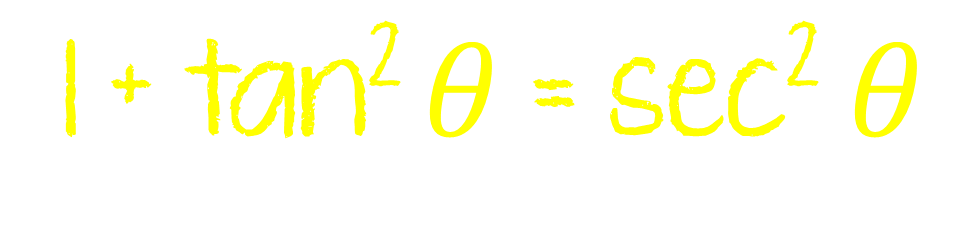 1 + tan² θ = sec² θ